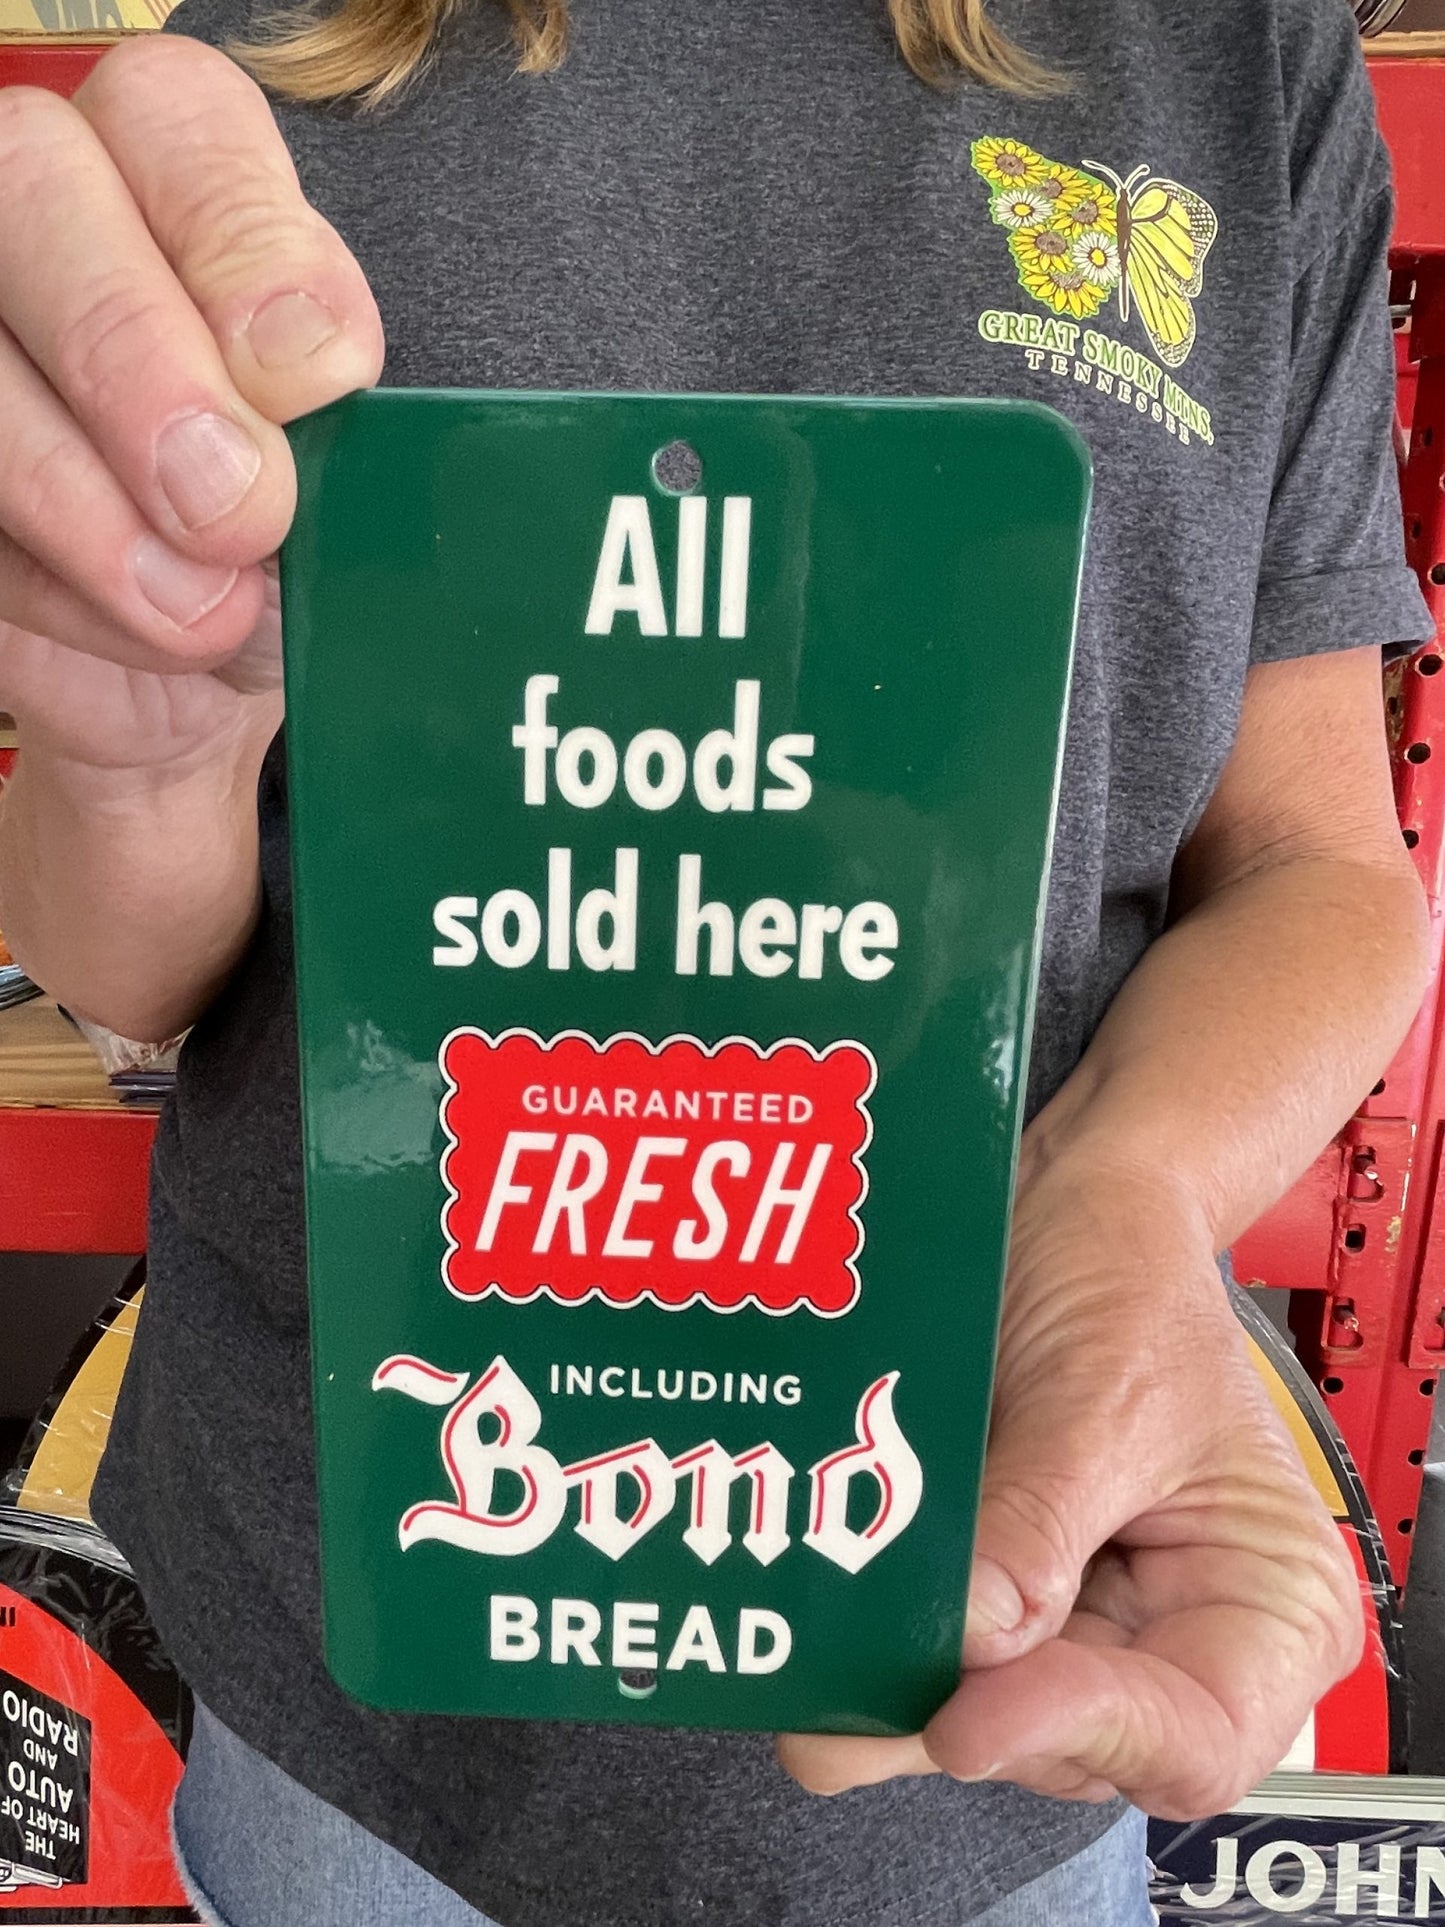 GREAT SMOKY MTNS.
TENNESSEE
All
foods
sold here
GUARANTEED
FRESH
INCLUDING
Bond
BREAD
THE
HEART OF
AUTO
AND
RADIO
JOHN